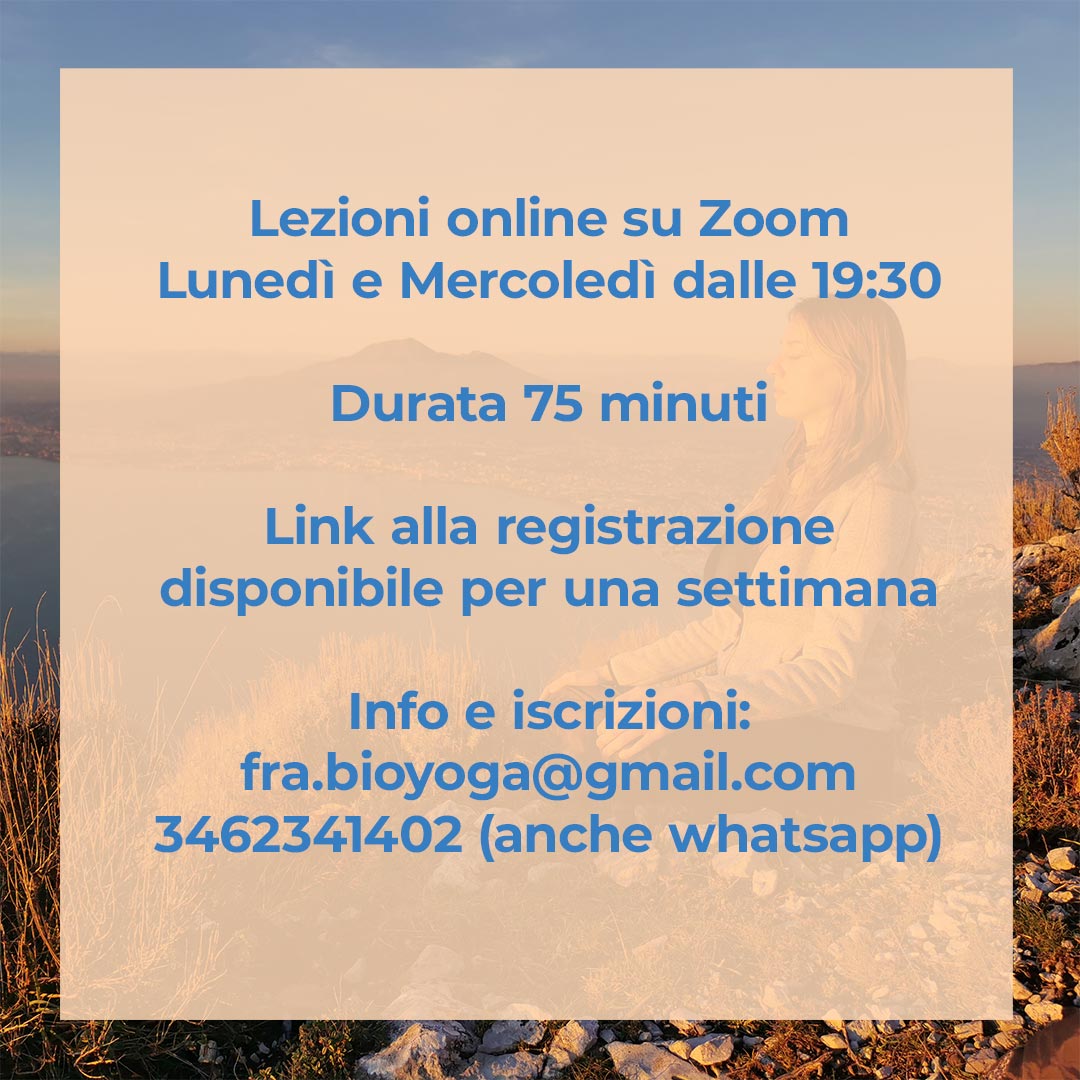 Lezioni online su Zoom
Lunedì e Mercoledì dalle 19:30
Durata 75 minuti
Link alla registrazione
disponibile per una settimana
Info e iscrizioni:
fra.bioyoga@gmail.com
3462341402 (anche whatsapp)